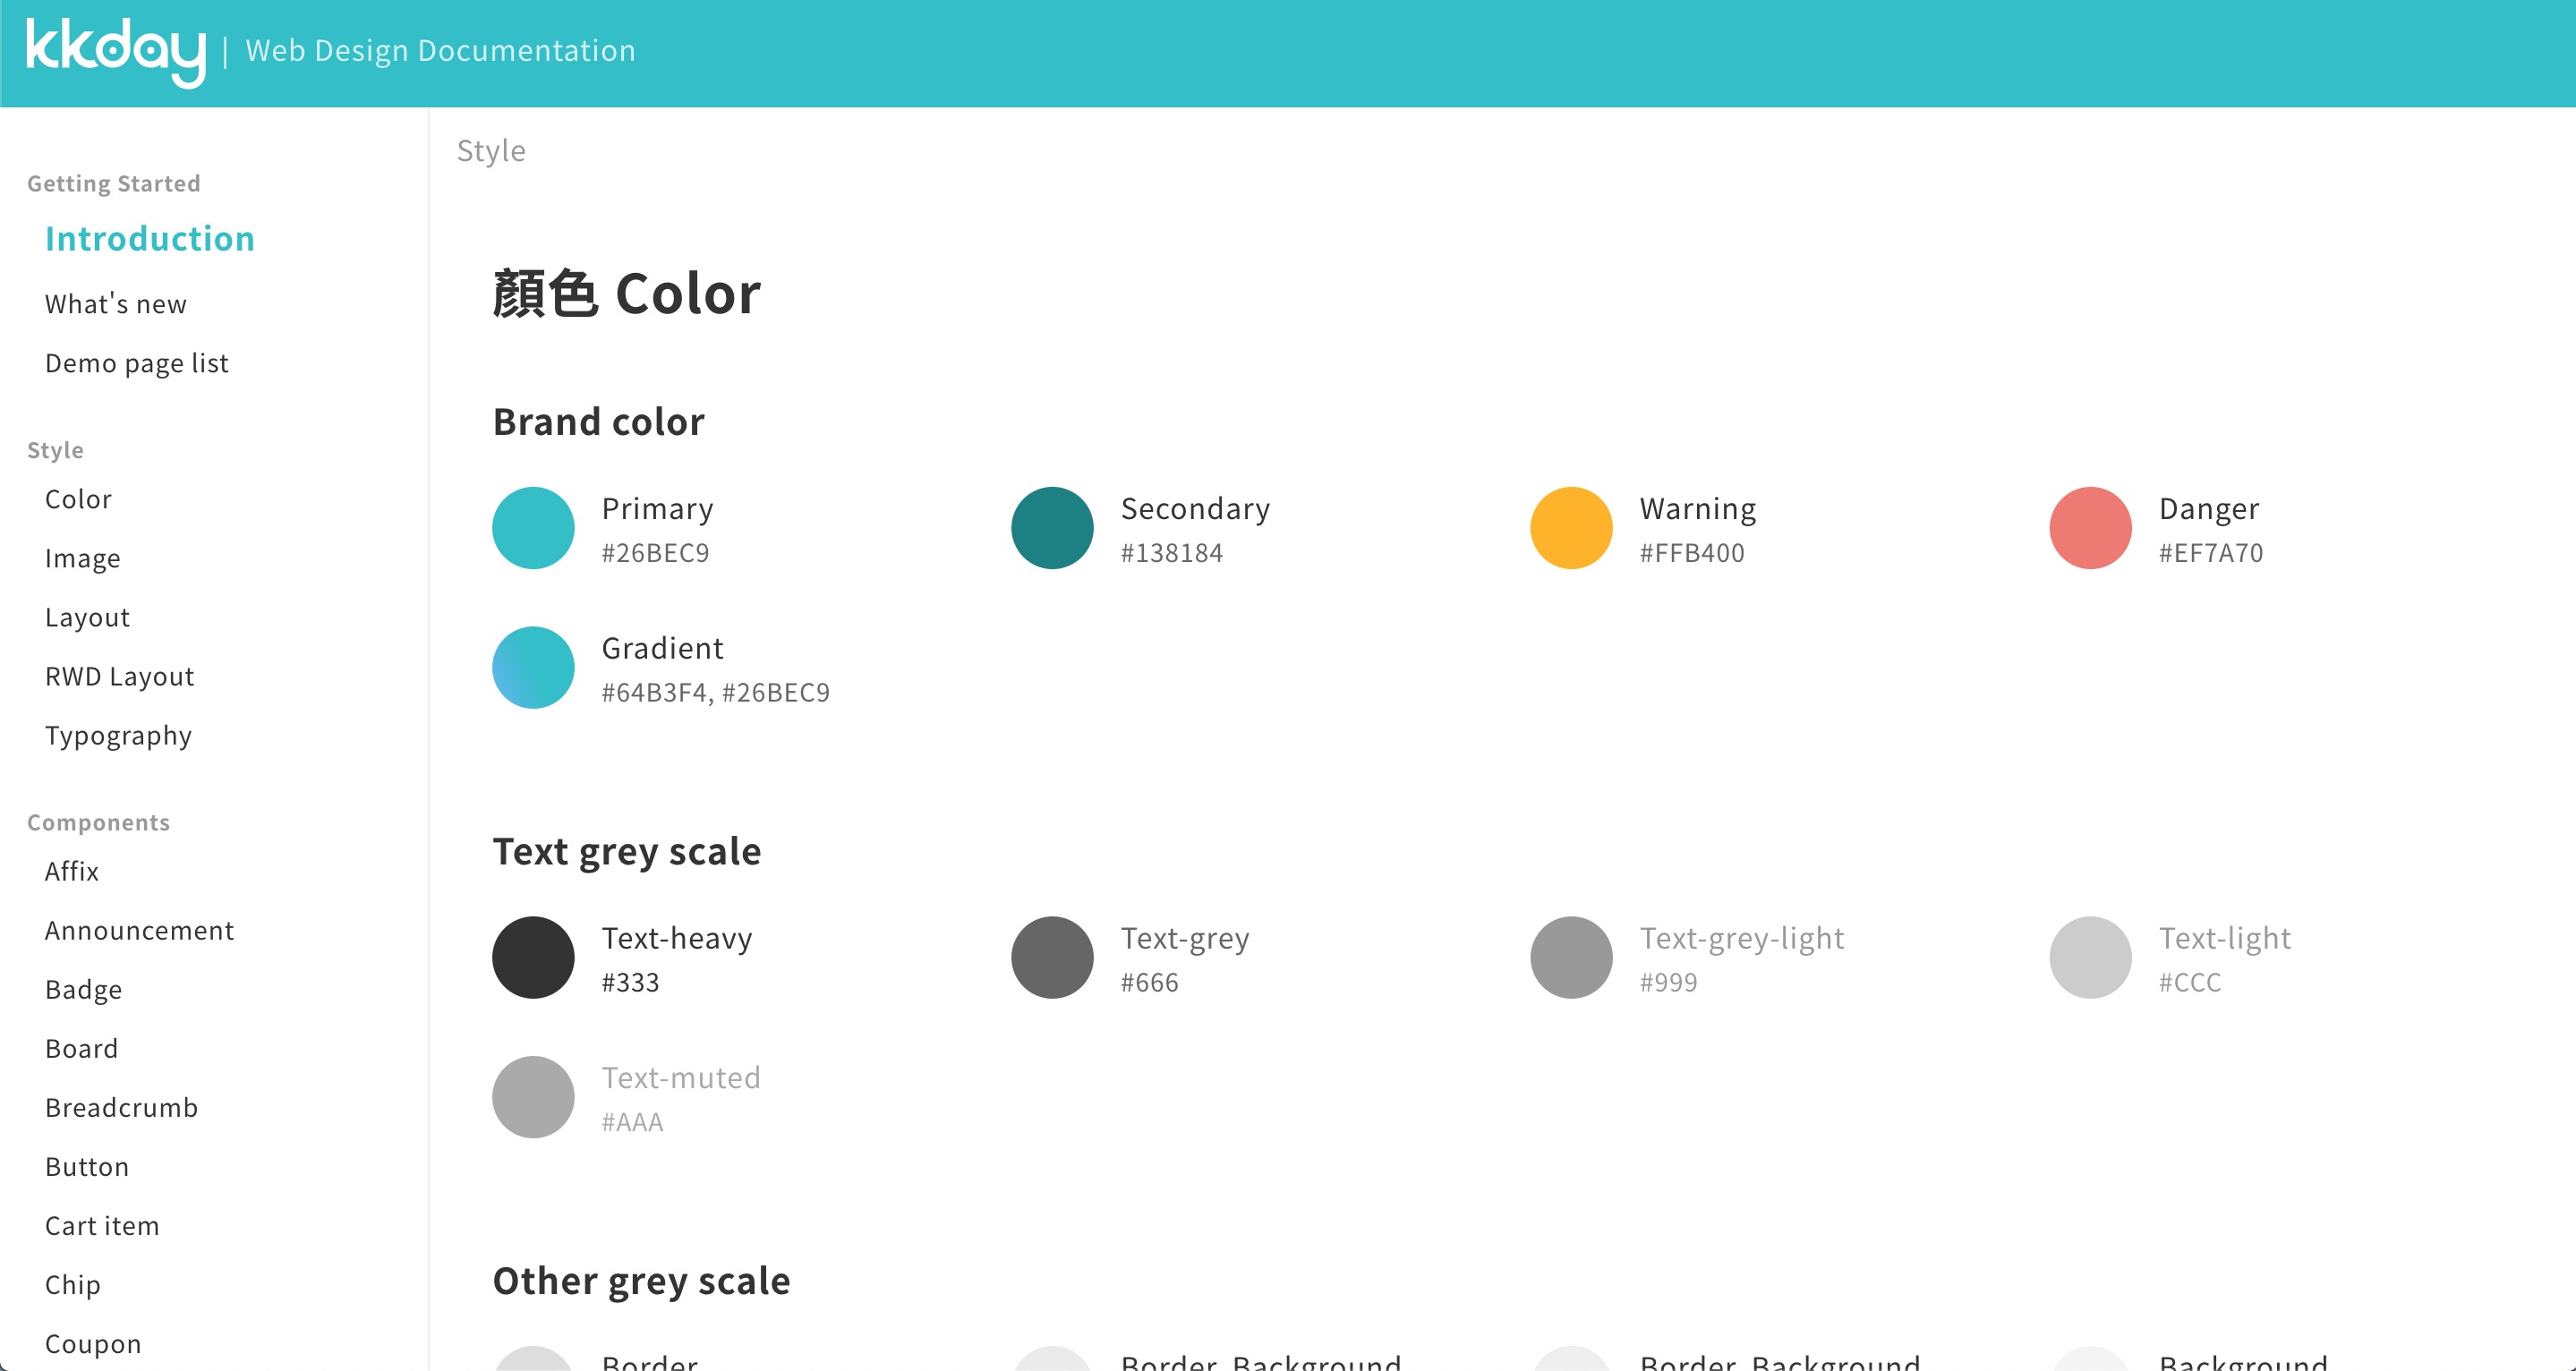 kkday | Web Design Documentation
Getting Started
Introduction
What's new
Demo page list
Style
Color
Image
Layout
RWD Layout
Typography
Components
Affix
Announcement
Badge
Board
Breadcrumb
Button
Cart item
Chip
Coupon
Style
顏色 Color
Brand color
Primary
#26BEC9
Secondary
#138184
Warning
#FFB400
Danger
#EF7A70
Gradient
#64B3F4, #26BEC9
Text grey scale
Text-heavy
#333
Text-grey
#666
Text-grey-light
#999
Text-light
#CCC
Text-muted
#AAA
Other grey scale
Border
Border, Background
Border, Background
Background